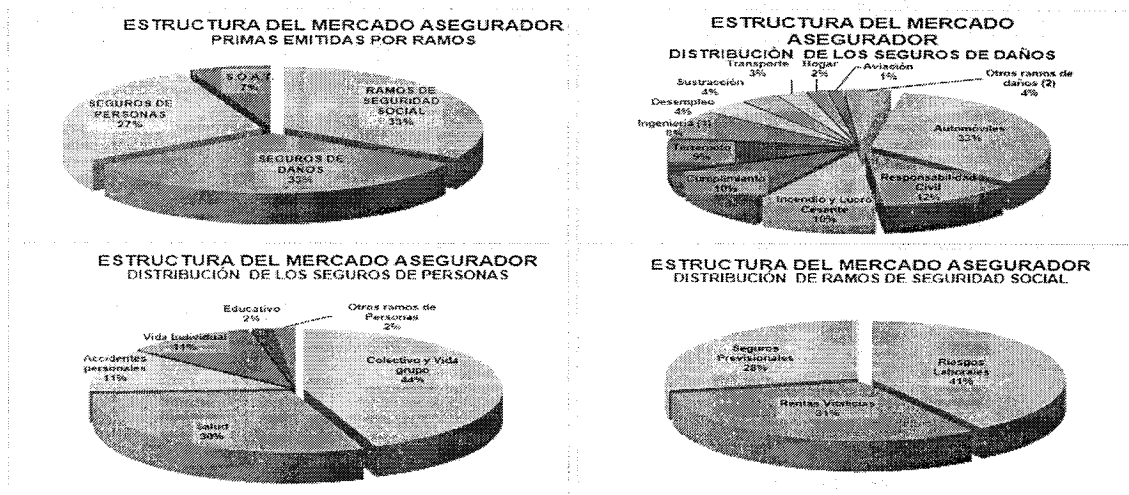 ESTRUCTURA DEL MERCADO ASEGURADOR
PRIMAS EMITIDAS POR RAMOS
S.O.A.T
7%
SEGUROS DE
PERSONAS
27%
RAMOS DE
SEGURIDAD
SOCIAL
33%
SEGUROS DE
DAÑOS
33%
ESTRUCTURA DEL MERCADO
ASEGURADOR
DISTRIBUCIÓN DE LOS SEGUROS DE DAÑOS
Transporte
3%
Hogar
2%
Aviación
1%
Otros ramos de
daños (2)
4%
Sustracción
4%
Desempleo
4%
Ingeniería (1)
8%
Terremoto
9%
Cumplimiento
10%
Incendio y Lucro
Cesante
10%
Responsabilidad
Civil
12%
Automóviles
33%
ESTRUCTURA DEL MERCADO ASEGURADOR
DISTRIBUCIÓN DE LOS SEGUROS DE PERSONAS
Educativo
2%
Otros ramos de
Personas
2%
Vida Individual
11%
Accidentes
personales
11%
Colectivo y Vida
grupo
44%
Salud
30%
ESTRUCTURA DEL MERCADO ASEGURADOR
DISTRIBUCIÓN DE RAMOS DE SEGURIDAD SOCIAL
Seguros
Previsionales
28%
Riesgos
Laborales
41%
Rentas Vitalicias
31%